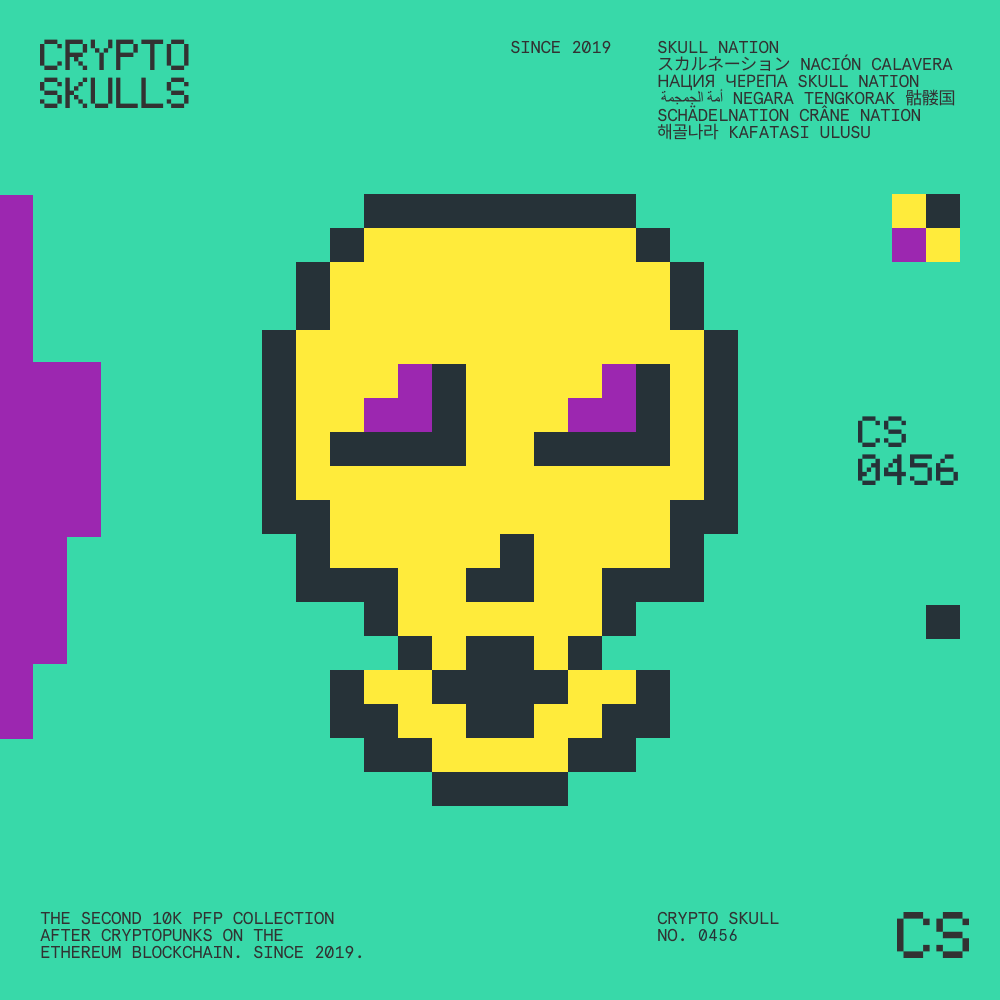 CRYPTO
SKULLS
SINCE 2019
SKULL NATION
スカルネーション NACIÓN CALAVERA
НАЦИЯ ЧЕРЕПА SKULL NATION
أمة الجمجمة NEGARA TENGKORAK 骷髅国
SCHÄDELNATION CRÂNE NATION
해골나라 KAFATASI ULUSU
CS
0456
THE SECOND 10K PFP COLLECTION
AFTER CRYPTOPUNKS ON THE
ETHEREUM BLOCKCHAIN. SINCE 2019.
CRYPTO SKULL
NO. 0456
CS